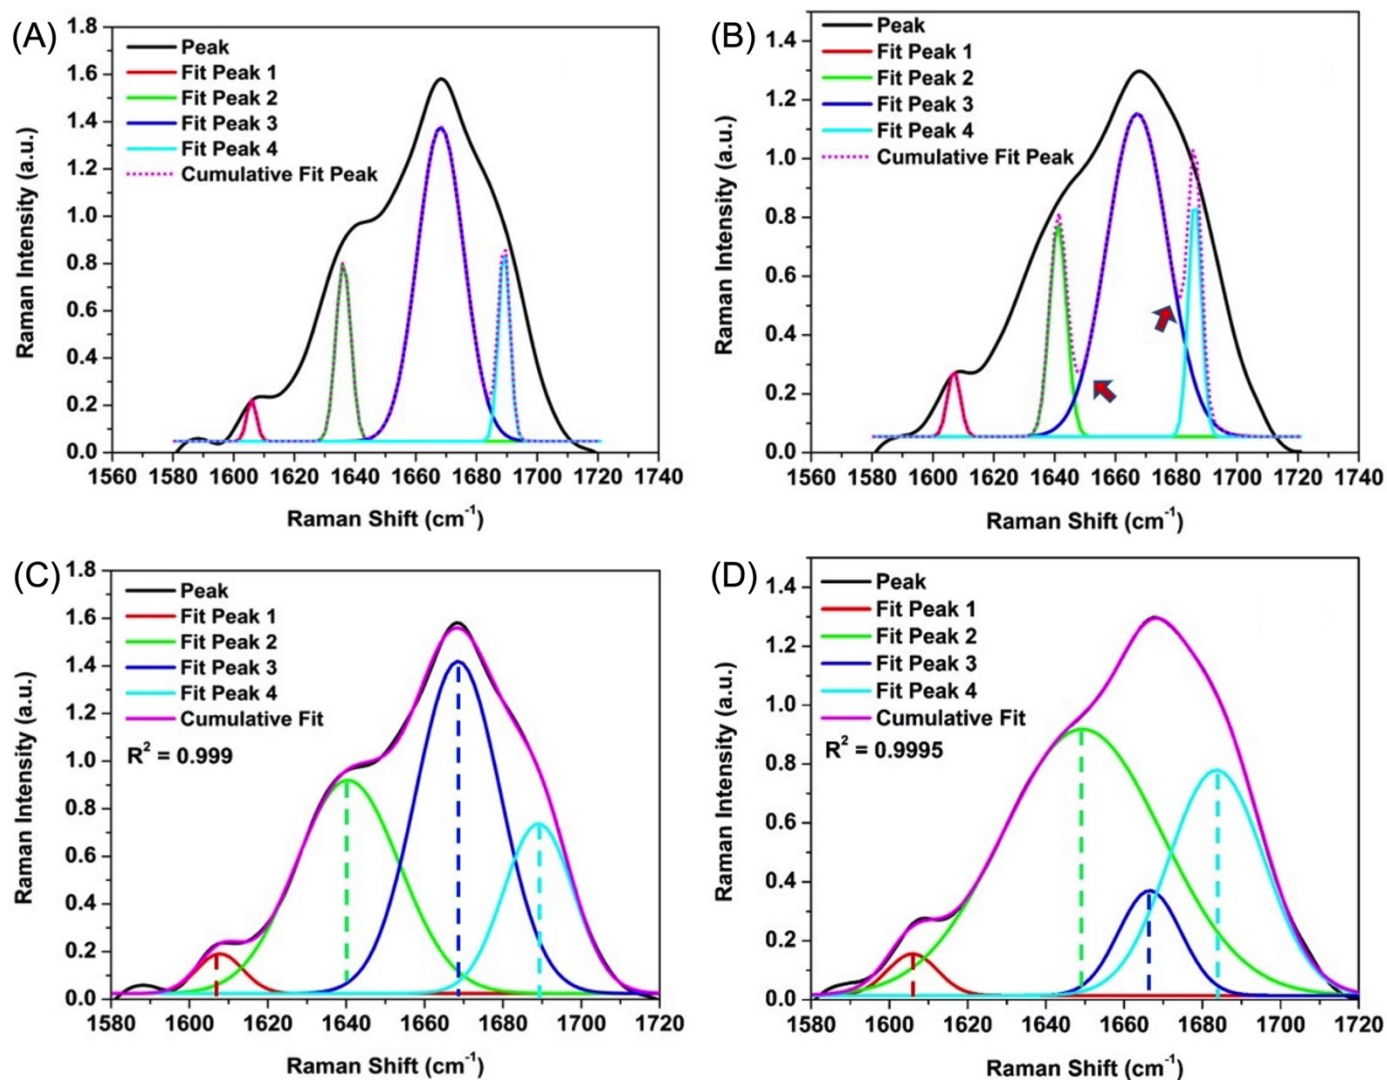 (A)
1.8
1.6
1.4
1.2
1.0
0.8
0.6
0.4
0.2
0.0
Raman Intensity (a.u.)
Peak
Fit Peak 1
Fit Peak 2
Fit Peak 3
Fit Peak 4
Cumulative Fit Peak
1560 1580 1600 1620 1640 1660 1680 1700 1720 1740
Raman Shift (cm⁻¹)
(B)
1.4
1.2
1.0
0.8
0.6
0.4
0.2
0.0
Raman Intensity (a.u.)
Peak
Fit Peak 1
Fit Peak 2
Fit Peak 3
Fit Peak 4
Cumulative Fit Peak
1560 1580 1600 1620 1640 1660 1680 1700 1720 1740
Raman Shift (cm⁻¹)
(C)
1.8
1.6
1.4
1.2
1.0
0.8
0.6
0.4
0.2
0.0
Raman Intensity (a.u.)
Peak
Fit Peak 1
Fit Peak 2
Fit Peak 3
Fit Peak 4
Cumulative Fit
R² = 0.999
1580 1600 1620 1640 1660 1680 1700 1720
Raman Shift (cm⁻¹)
(D)
1.4
1.2
1.0
0.8
0.6
0.4
0.2
0.0
Raman Intensity (a.u.)
Peak
Fit Peak 1
Fit Peak 2
Fit Peak 3
Fit Peak 4
Cumulative Fit
R² = 0.9995
1580 1600 1620 1640 1660 1680 1700 1720
Raman Shift (cm⁻¹)